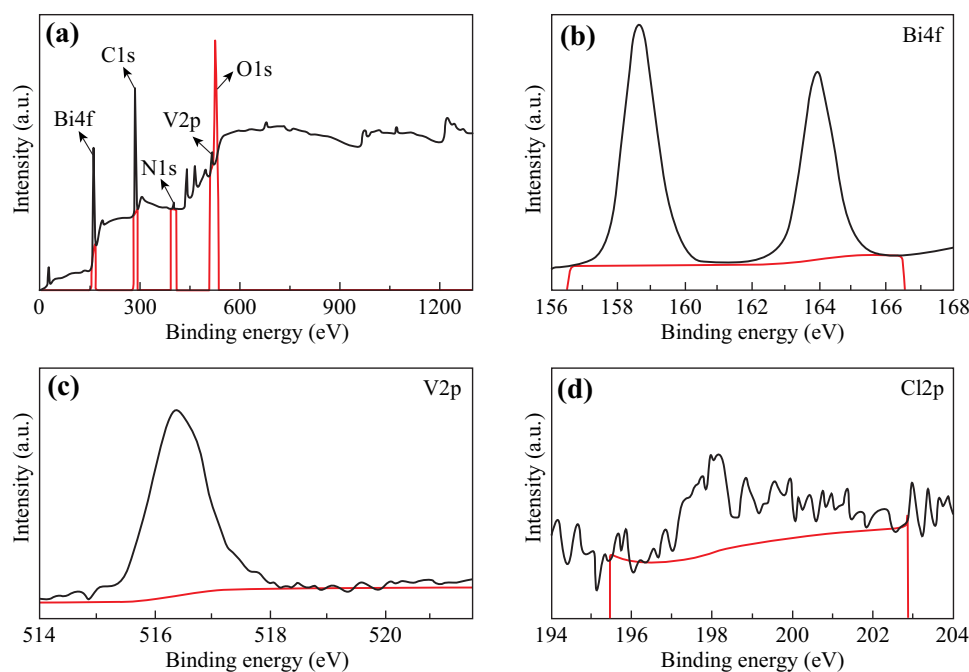 (a)
C1s
O1s
Bi4f
V2p
N1s
Intensity (a.u.)
0 300 600 900 1200
Binding energy (eV)
(b)
Bi4f
Intensity (a.u.)
156 158 160 162 164 166 168
Binding energy (eV)
(c)
V2p
Intensity (a.u.)
514 516 518 520
Binding energy (eV)
(d)
Cl2p
Intensity (a.u.)
194 196 198 200 202 204
Binding energy (eV)